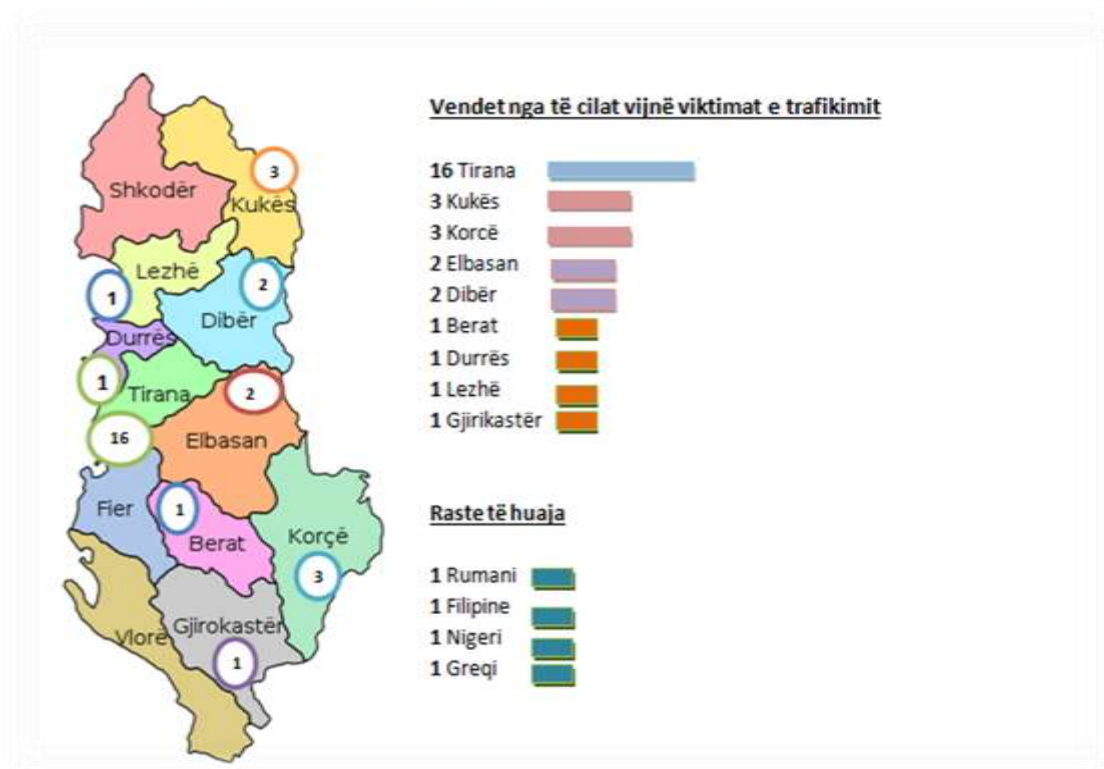 Vendet nga të cilat vijnë viktimat e trafikimit
16 Tirana
3 Kukës
3 Korcë
2 Elbasan
2 Dibër
1 Berat
1 Durrës
1 Lezhë
1 Gjirikastër
Raste të huaja
1 Rumani
1 Filipine
1 Nigeri
1 Greqi
Shkodër
3
Kukës
Lezhë
1
2
Dibër
Durrës
1
Tirana
2
16
Elbasan
Fier
1
Berat
Korçë
3
Gjirokastër
Vlorë
1